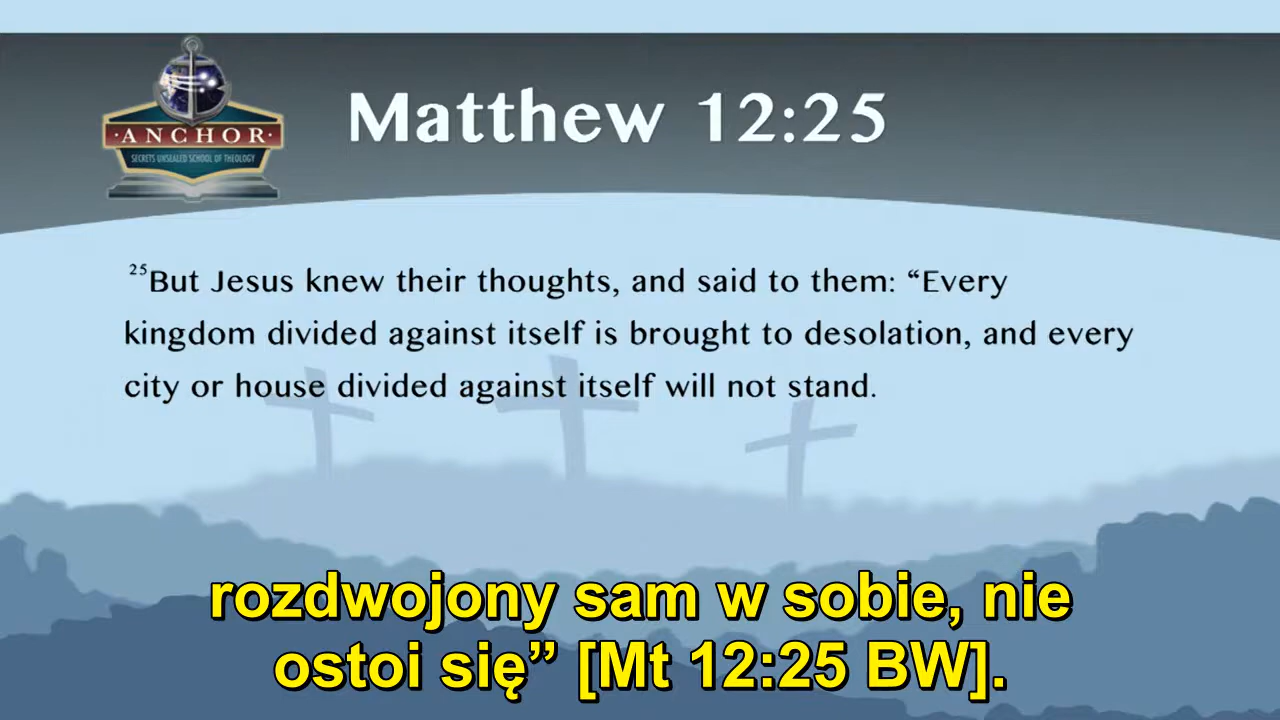 ·ANCHOR·
SECRETS UNSEALED SCHOOL OF THEOLOGY
Matthew 12:25
25But Jesus knew their thoughts, and said to them: “Every
kingdom divided against itself is brought to desolation, and every
city or house divided against itself will not stand.
rozdwojony sam w sobie, nie
ostoi się” [Mt 12:25 BW].